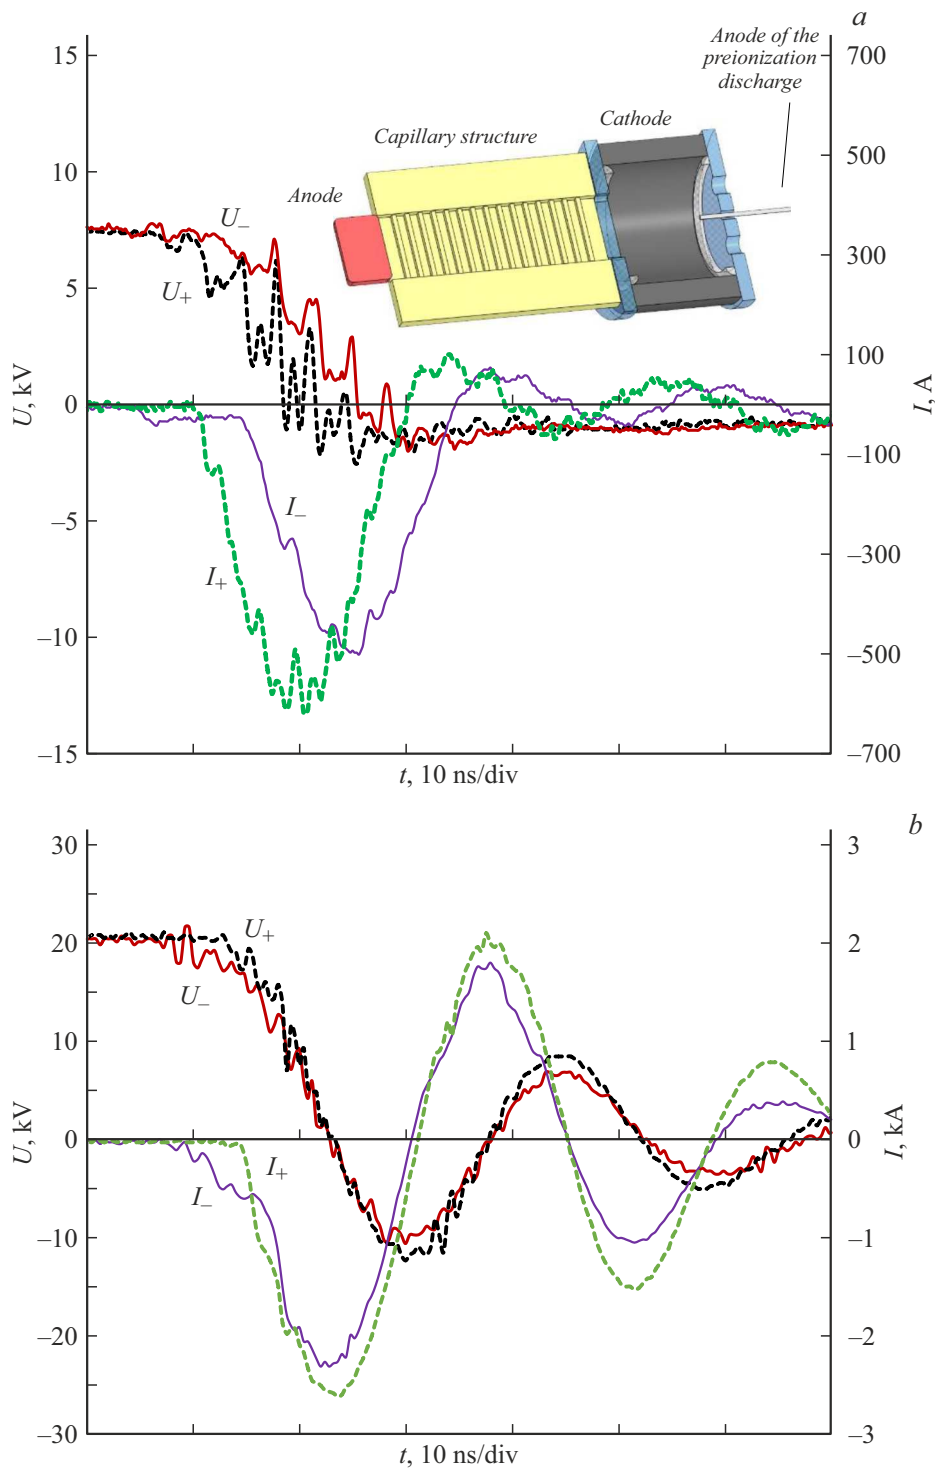 a
Anode of the
preionization
discharge
Cathode
Capillary structure
Anode
15
10
5
0
–5
–10
–15
U, kV
700
500
300
100
–100
–300
–500
–700
I, A
U–
U+
I–
I+
t, 10 ns/div
b
30
20
10
0
–10
–20
–30
U, kV
3
2
1
0
–1
–2
–3
I, kA
U+
U–
I+
I–
t, 10 ns/div